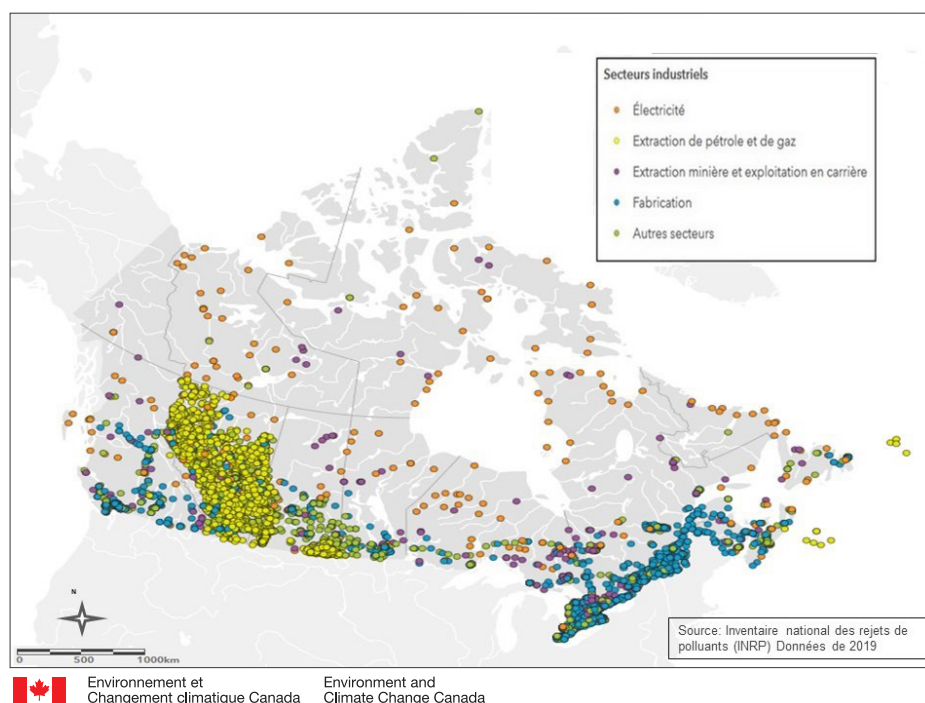 Secteurs industriels
Électricité
Extraction de pétrole et de gaz
Extraction minière et exploitation en carrière
Fabrication
Autres secteurs
N
0 500 1000km
Source: Inventaire national des rejets de
polluants (INRP) Données de 2019
Environnement et
Changement climatique Canada
Environment and
Climate Change Canada